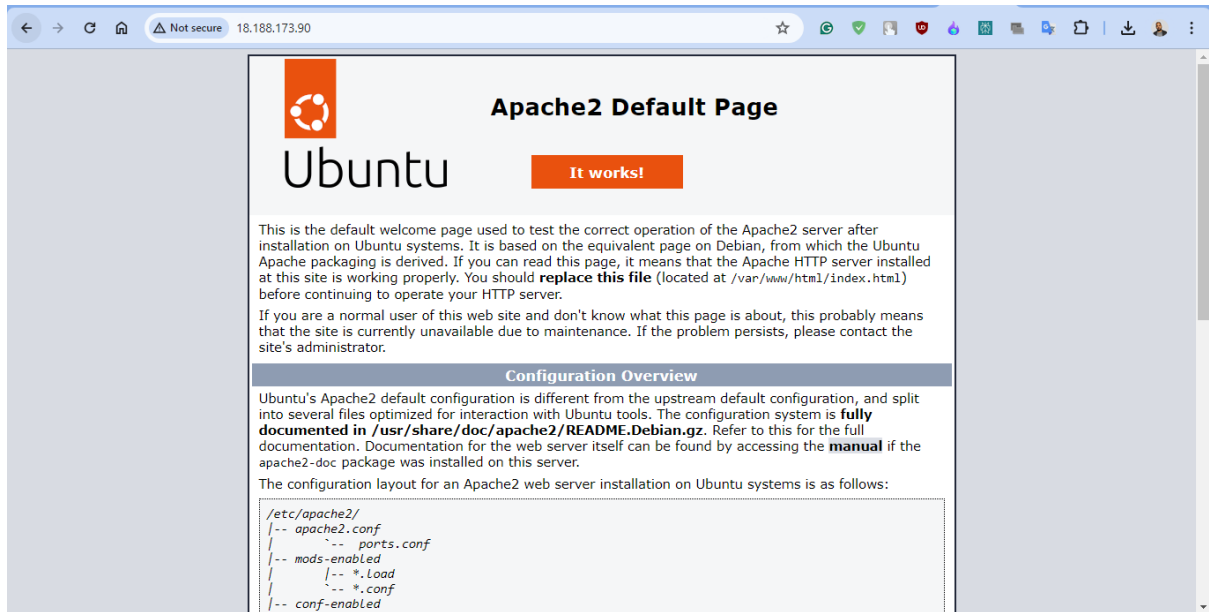 Not secure 18.188.173.90
Ubuntu
Apache2 Default Page
It works!
This is the default welcome page used to test the correct operation of the Apache2 server after
installation on Ubuntu systems. It is based on the equivalent page on Debian, from which the Ubuntu
Apache packaging is derived. If you can read this page, it means that the Apache HTTP server installed
at this site is working properly. You should replace this file (located at /var/www/html/index.html)
before continuing to operate your HTTP server.
If you are a normal user of this web site and don't know what this page is about, this probably means
that the site is currently unavailable due to maintenance. If the problem persists, please contact the
site's administrator.
Configuration Overview
Ubuntu's Apache2 default configuration is different from the upstream default configuration, and split
into several files optimized for interaction with Ubuntu tools. The configuration system is fully
documented in /usr/share/doc/apache2/README.Debian.gz. Refer to this for the full
documentation. Documentation for the web server itself can be found by accessing the manual if the
apache2-doc package was installed on this server.
The configuration layout for an Apache2 web server installation on Ubuntu systems is as follows:
/etc/apache2/
|-- apache2.conf
|       `--  ports.conf
|-- mods-enabled
|       |-- *.load
|       `-- *.conf
|-- conf-enabled